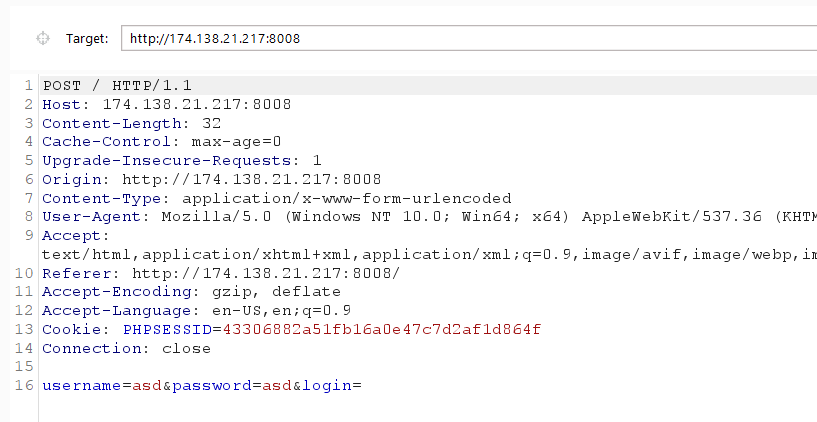 Target: http://174.138.21.217:8008
1 POST / HTTP/1.1
2 Host: 174.138.21.217:8008
3 Content-Length: 32
4 Cache-Control: max-age=0
5 Upgrade-Insecure-Requests: 1
6 Origin: http://174.138.21.217:8008
7 Content-Type: application/x-www-form-urlencoded
8 User-Agent: Mozilla/5.0 (Windows NT 10.0; Win64; x64) AppleWebKit/537.36 (KHTM
9 Accept:
text/html,application/xhtml+xml,application/xml;q=0.9,image/avif,image/webp,im
10 Referer: http://174.138.21.217:8008/
11 Accept-Encoding: gzip, deflate
12 Accept-Language: en-US,en;q=0.9
13 Cookie: PHPSESSID=43306882a51fb16a0e47c7d2af1d864f
14 Connection: close
15
16 username=asd&password=asd&login=